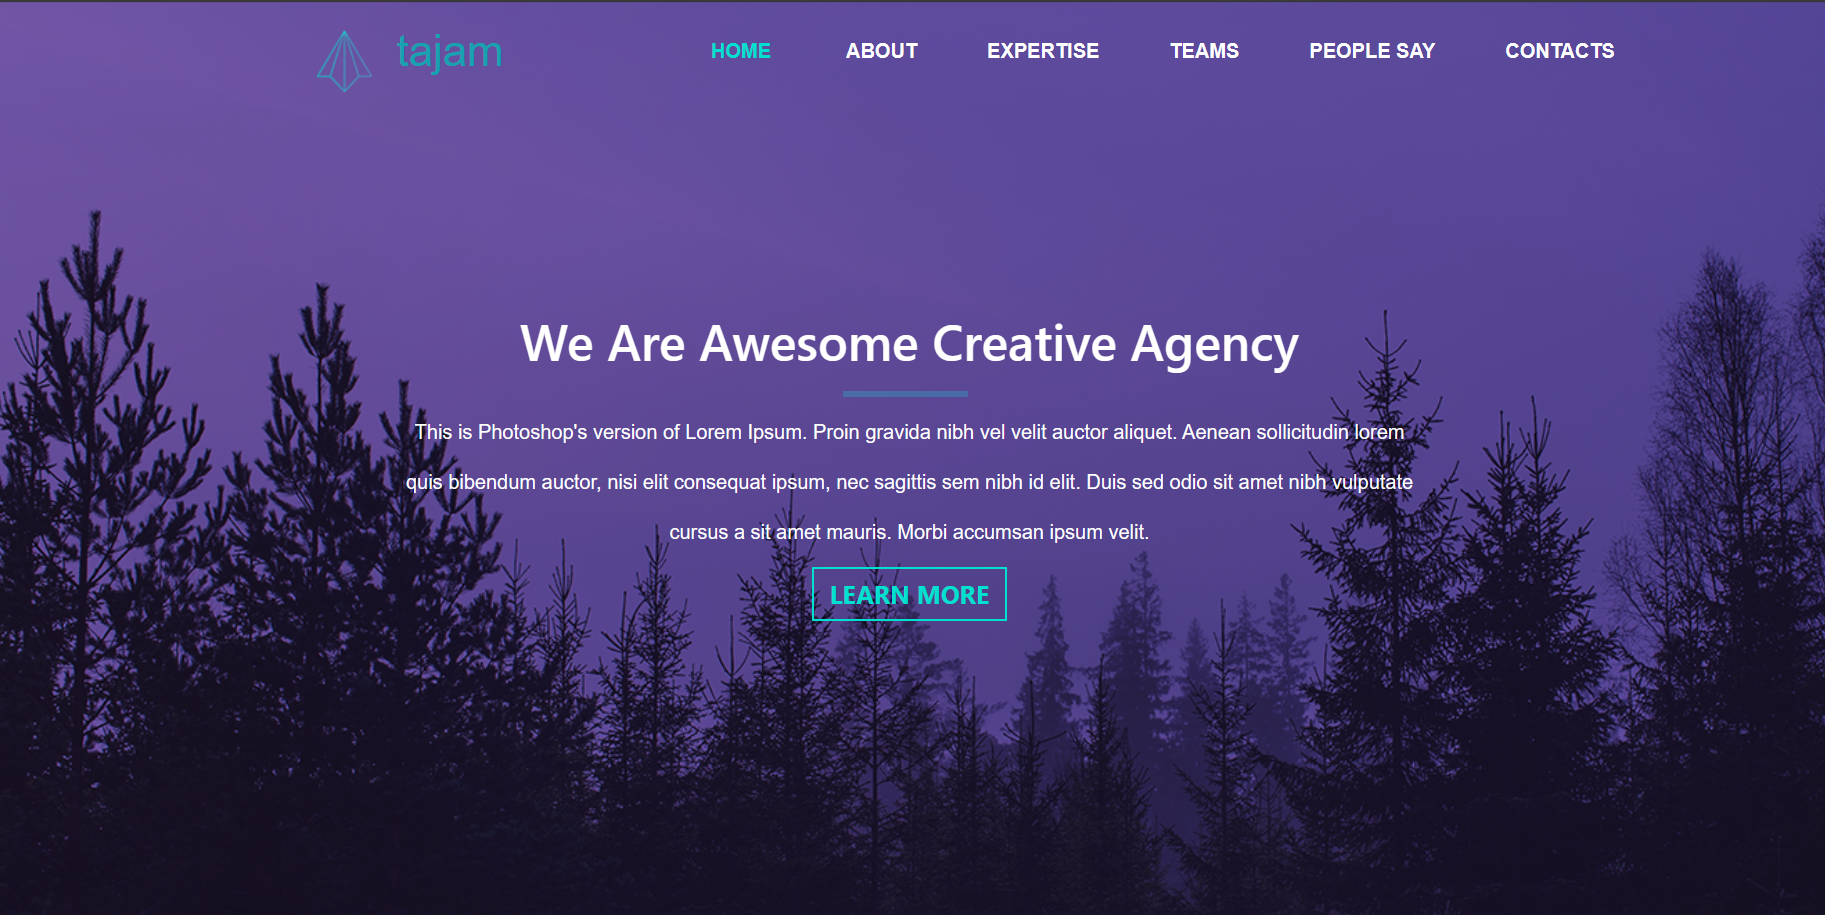 tajam
HOME ABOUT EXPERTISE TEAMS PEOPLE SAY CONTACTS
We Are Awesome Creative Agency
This is Photoshop's version of Lorem Ipsum. Proin gravida nibh vel velit auctor aliquet. Aenean sollicitudin lorem
quis bibendum auctor, nisi elit consequat ipsum, nec sagittis sem nibh id elit. Duis sed odio sit amet nibh vulputate
cursus a sit amet mauris. Morbi accumsan ipsum velit.
LEARN MORE